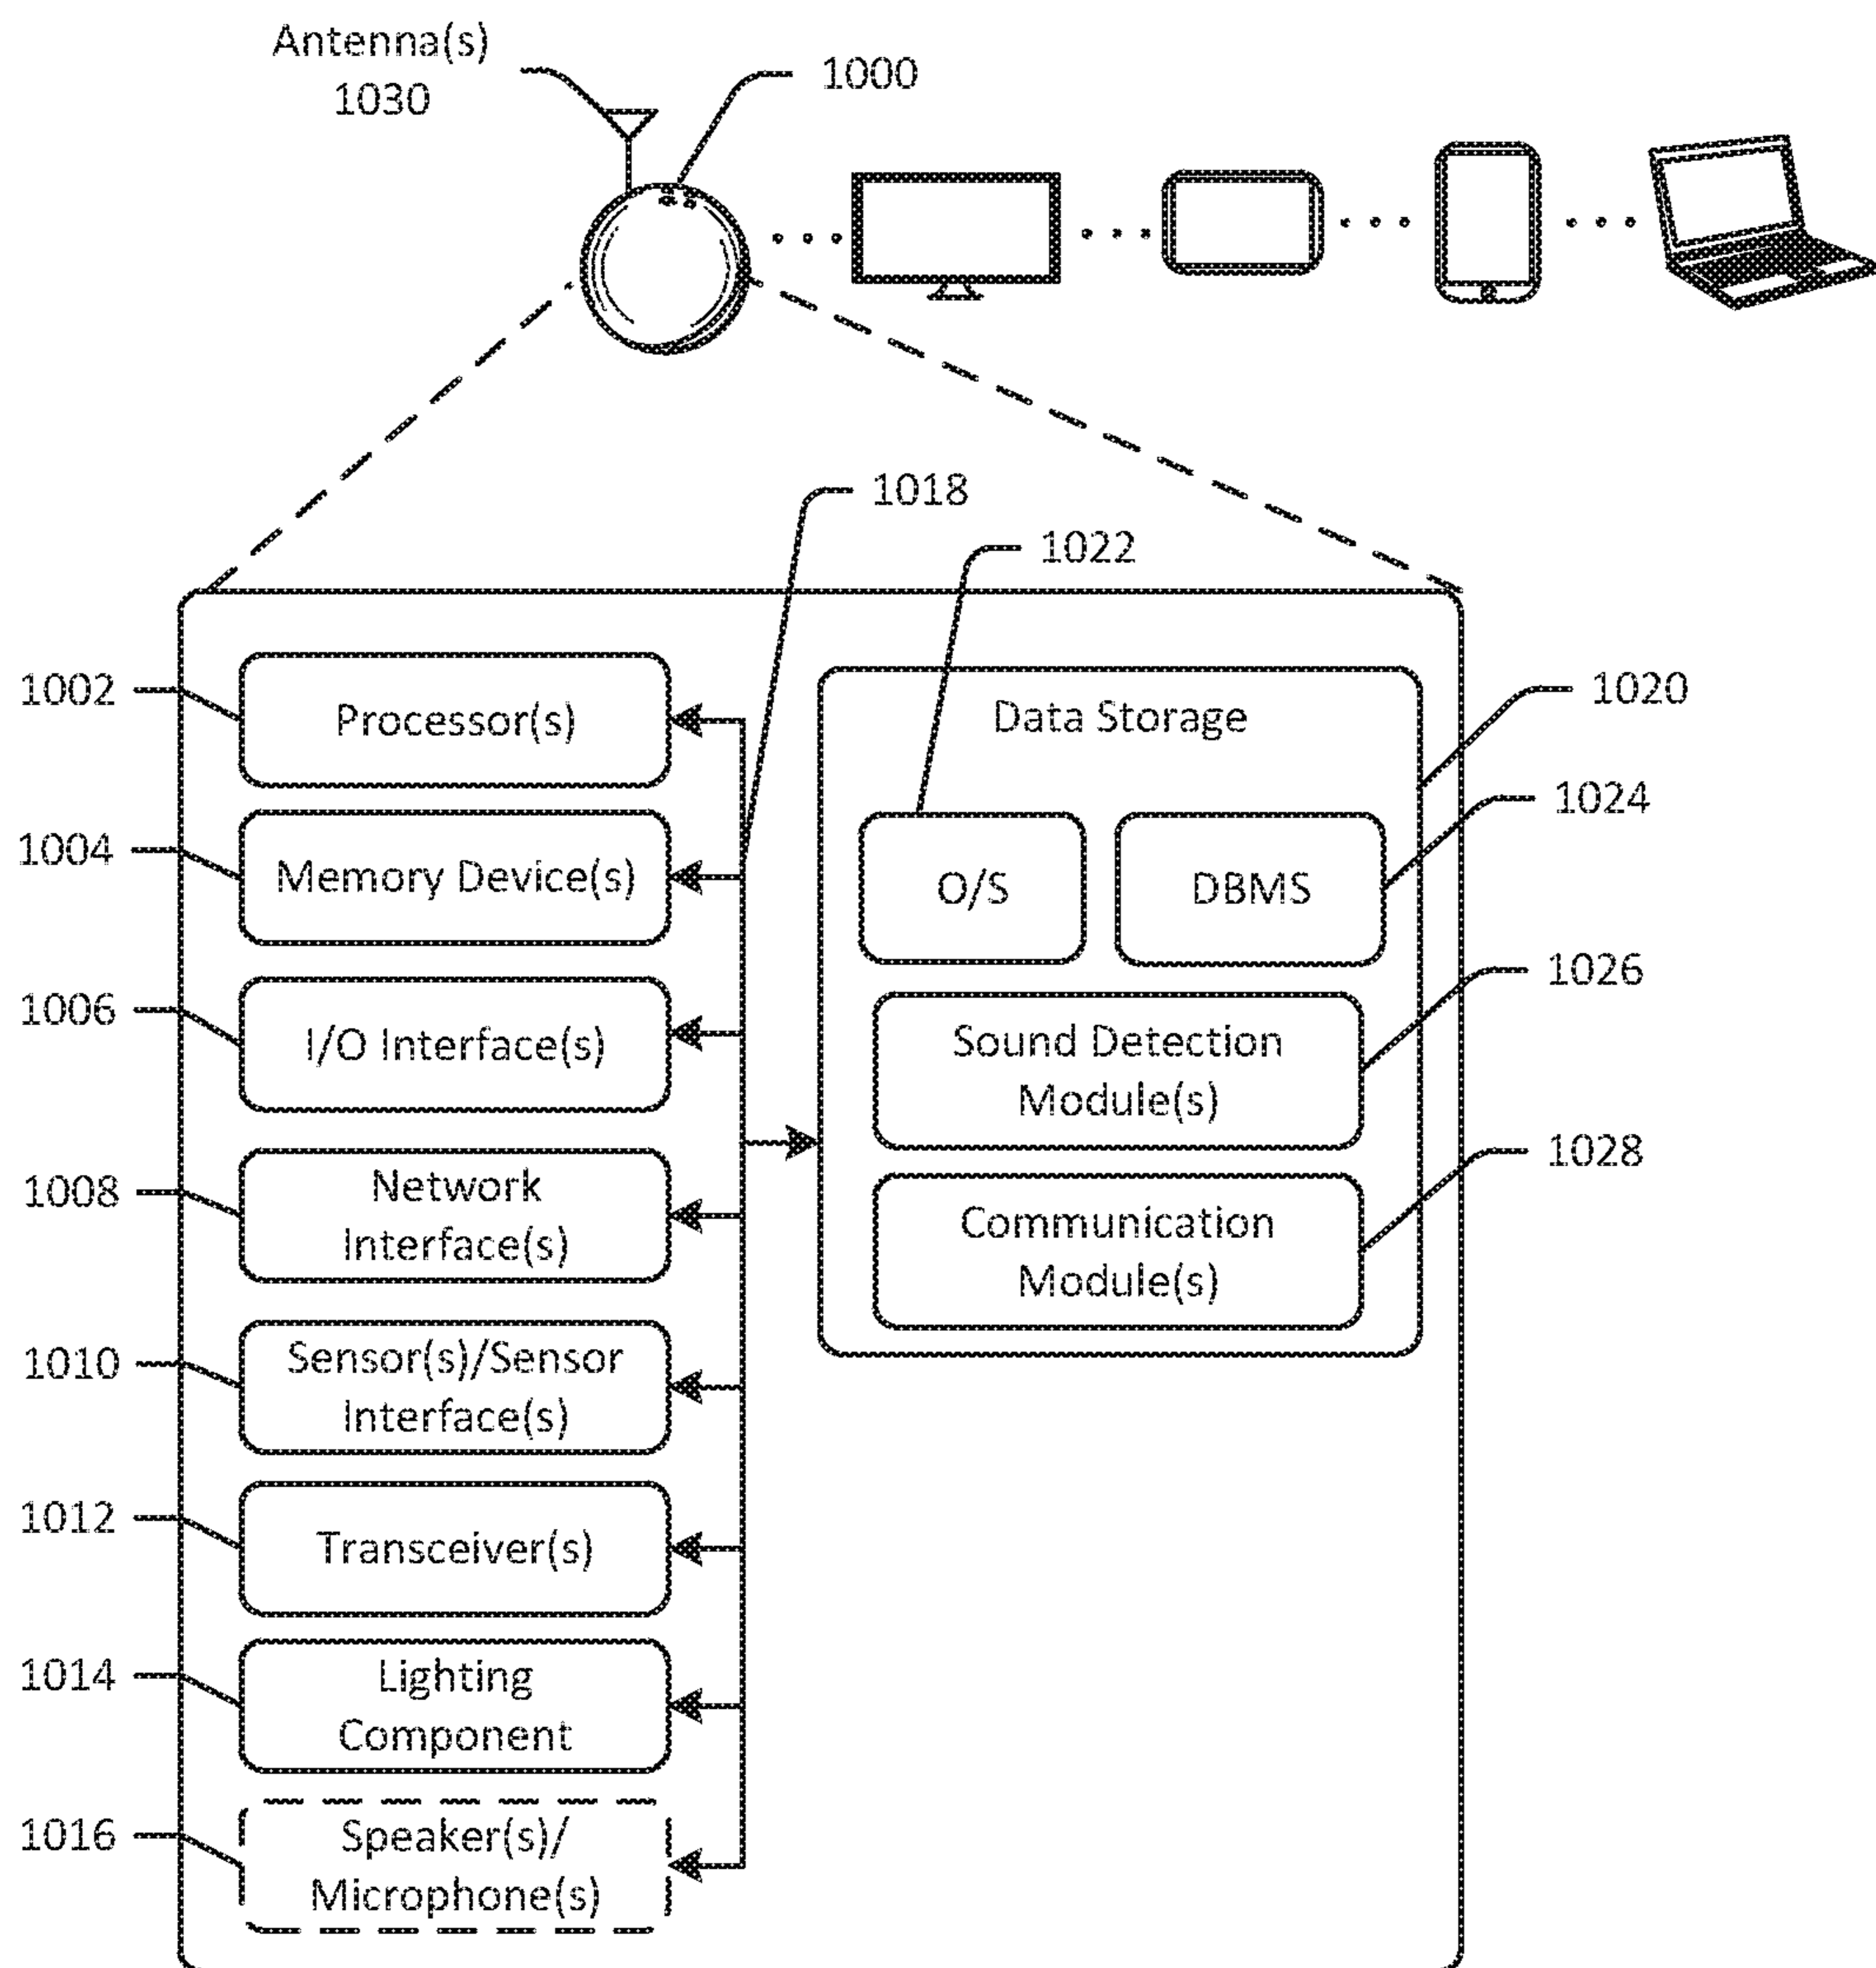 Antenna(s)
1030
1000
1018
1022
1002
Processor(s)
Data Storage
1020
1004
Memory Device(s)
O/S
DBMS
1024
1006
I/O Interface(s)
Sound Detection
Module(s)
1026
1008
Network
Interface(s)
Communication
Module(s)
1028
1010
Sensor(s)/Sensor
Interface(s)
1012
Transceiver(s)
1014
Lighting
Component
1016
Speaker(s)/
Microphone(s)